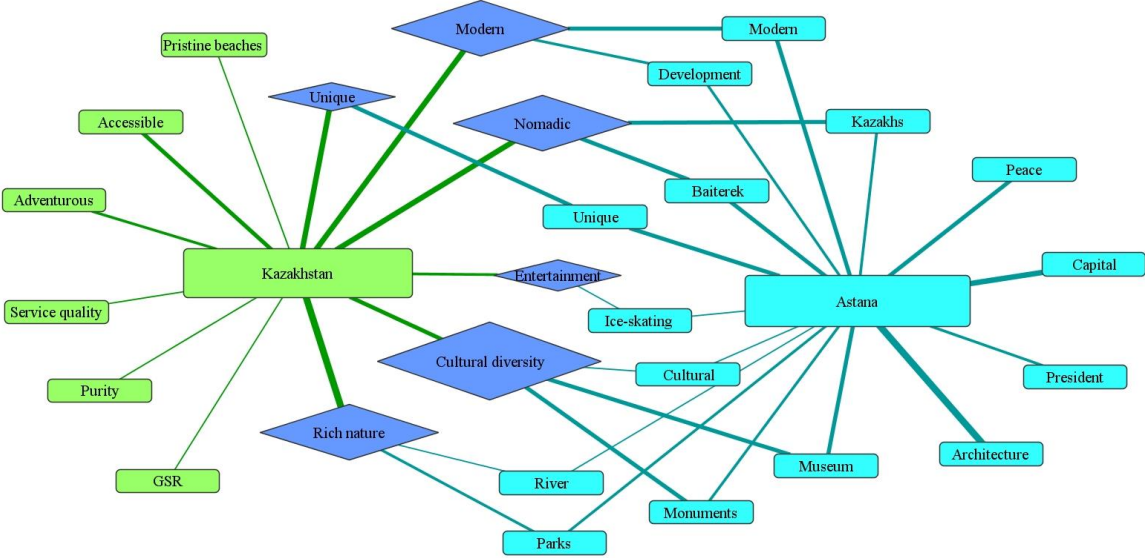 Modern
Modern
Pristine beaches
Development
Unique
Accessible
Nomadic
Kazakhs
Peace
Baiterek
Adventurous
Unique
Capital
Kazakhstan
Entertainment
Astana
Service quality
Ice-skating
Cultural diversity
Cultural
President
Purity
Rich nature
Architecture
Museum
GSR
River
Monuments
Parks